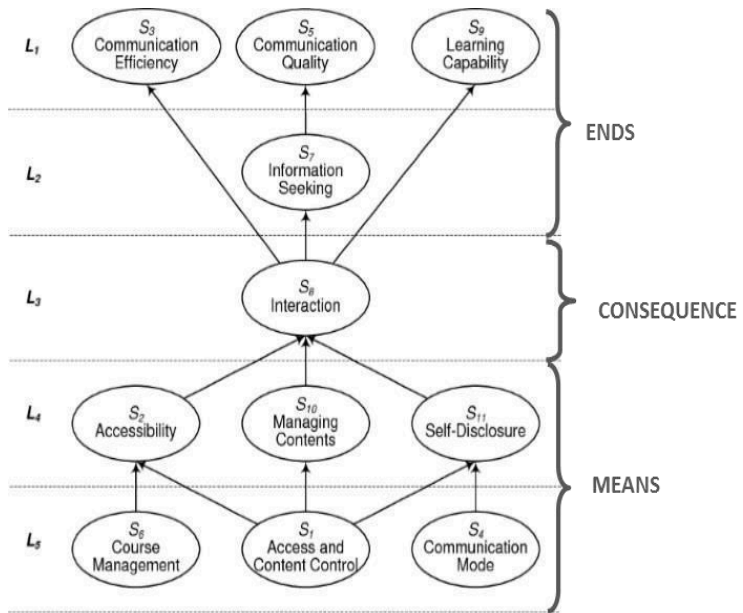 L1
S3
Communication
Efficiency
S5
Communication
Quality
S9
Learning
Capability
ENDS
L2
S7
Information
Seeking
L3
S8
Interaction
CONSEQUENCE
L4
S2
Accessibility
S10
Managing
Contents
S11
Self-Disclosure
MEANS
L5
S6
Course
Management
S1
Access and
Content Control
S4
Communication
Mode